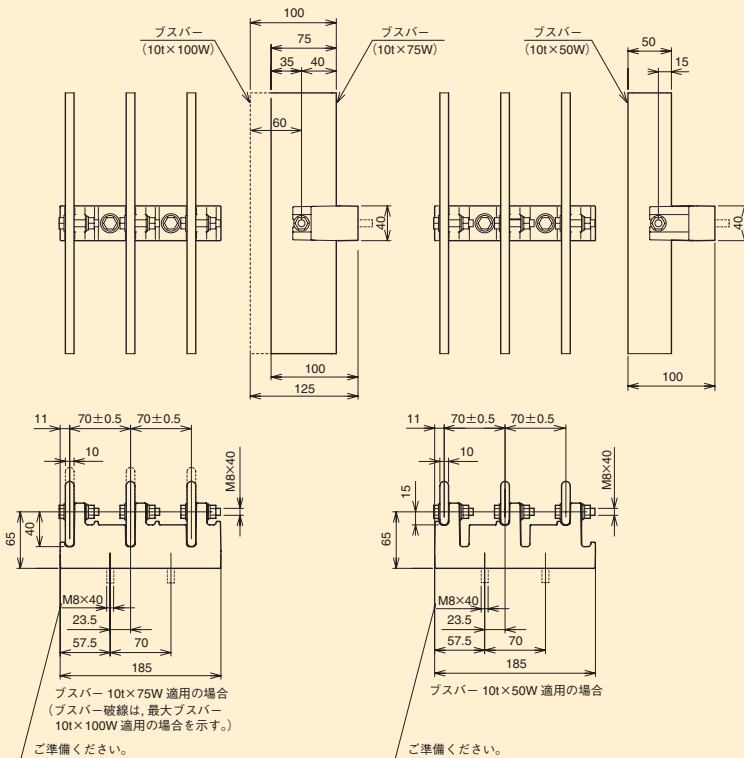 100
ブスバー
(10t×100W)
75
35
40
ブスバー
(10t×75W)
60
40
100
125
ブスバー
(10t×50W)
50
15
40
100
11
70±0.5
70±0.5
10
M8×40
40
65
M8×40
23.5
57.5
70
185
ブスバー 10t×75W 適用の場合
(ブスバー破線は, 最大ブスバー
10t×100W 適用の場合を示す。)
ご準備ください。
11
70±0.5
70±0.5
10
M8×40
15
65
M8×40
23.5
57.5
70
185
ブスバー 10t×50W 適用の場合
ご準備ください。